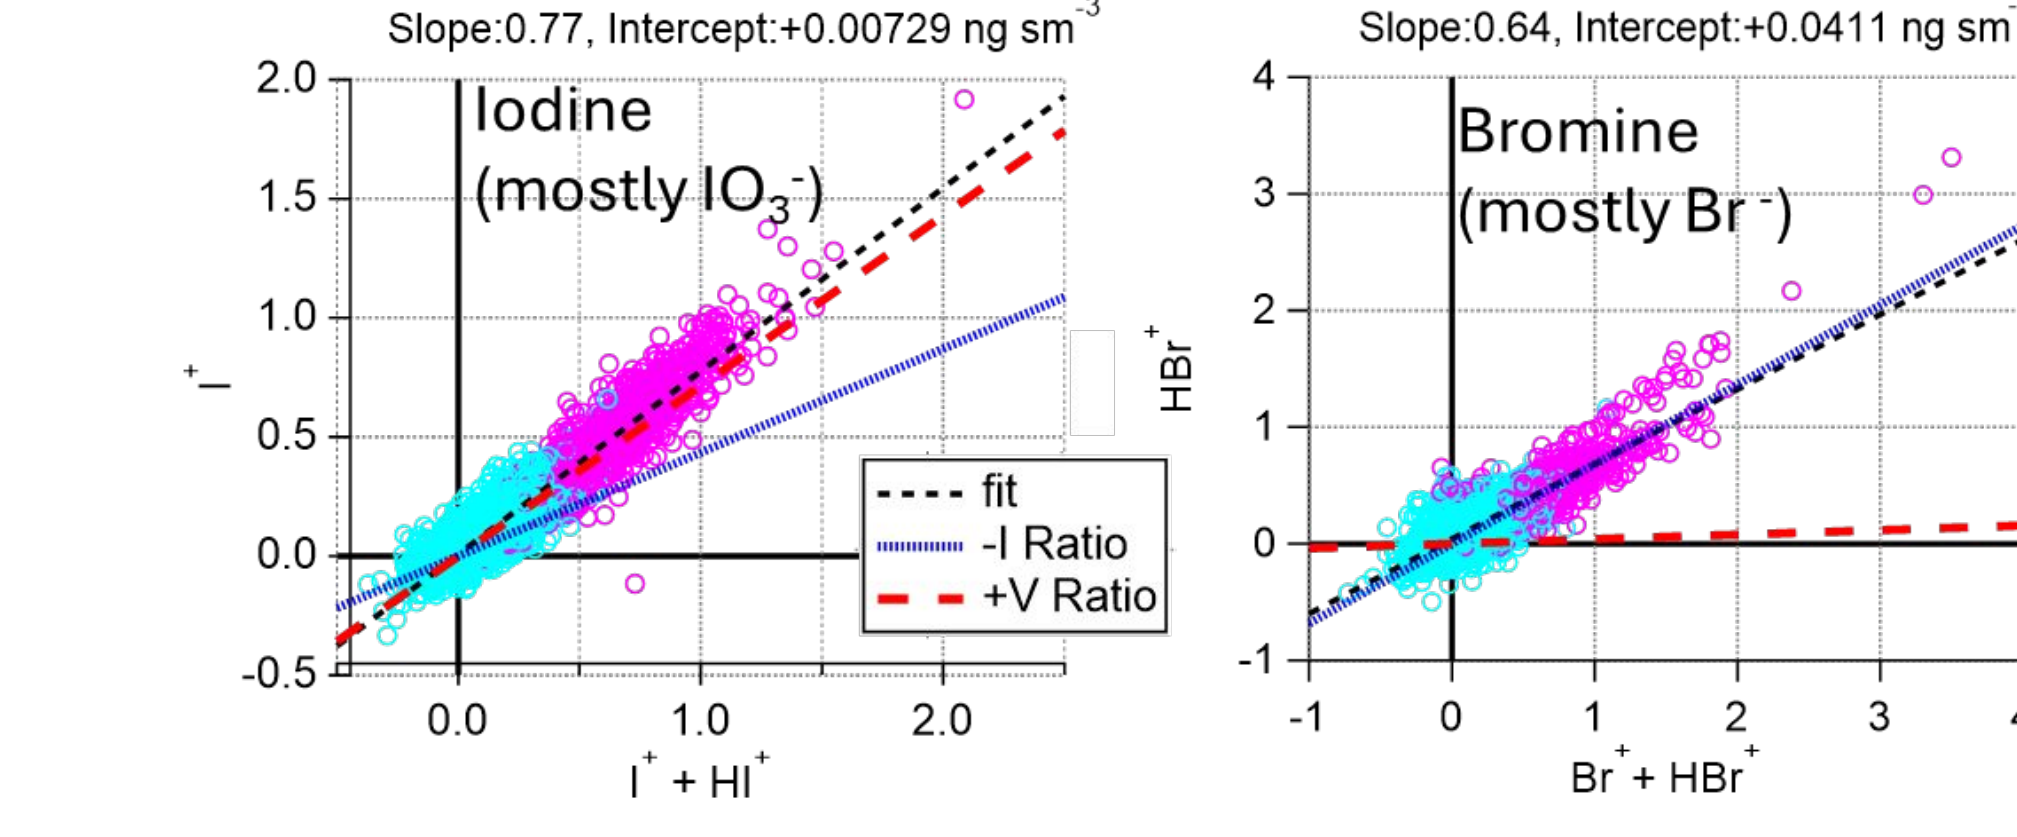 Slope:0.77, Intercept:+0.00729 ng sm⁻³
2.0
1.5
1.0
0.5
0.0
-0.5
I⁺
Iodine
(mostly IO₃⁻)
fit
-I Ratio
+V Ratio
0.0 1.0 2.0
I⁺ + HI⁺
Slope:0.64, Intercept:+0.0411 ng sm⁻
4
3
2
1
0
-1
HBr⁺
Bromine
(mostly Br⁻)
-1 0 1 2 3
Br⁺ + HBr⁺